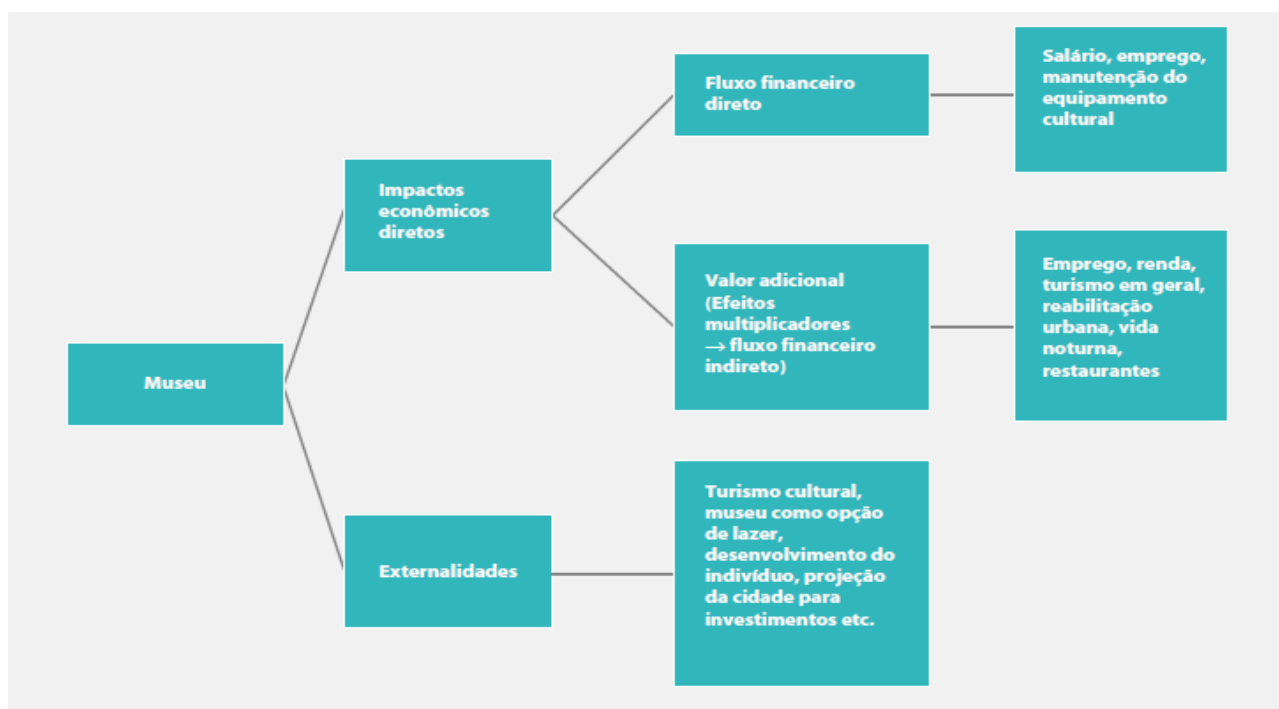 Museu
Impactos
econômicos
diretos
Fluxo financeiro
direto
Salário, emprego,
manutenção do
equipamento
cultural
Valor adicional
(Efeitos
multiplicadores
→ fluxo financeiro
indireto)
Emprego, renda,
turismo em geral,
reabilitação
urbana, vida
noturna,
restaurantes
Externalidades
Turismo cultural,
museu como opção
de lazer,
desenvolvimento do
indivíduo, projeção
da cidade para
investimentos etc.